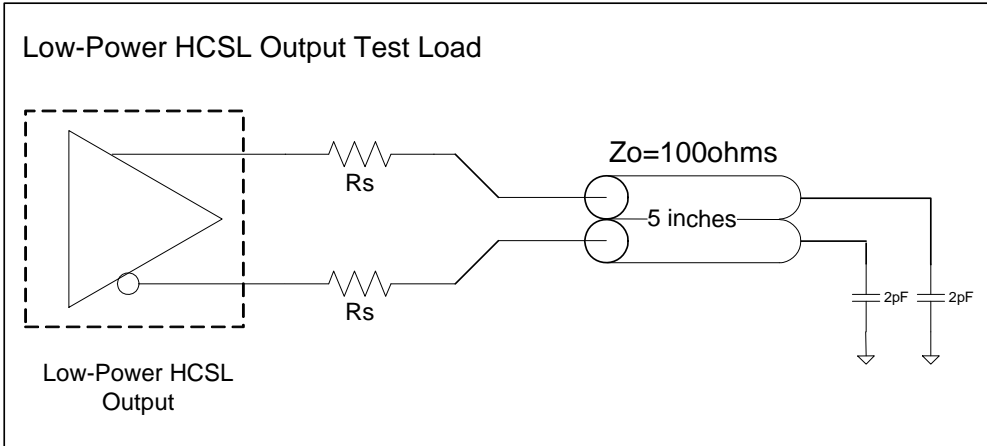 Low-Power HCSL Output Test Load
Rs
Zo=100ohms
5 inches
Rs
2pF
2pF
Low-Power HCSL
Output